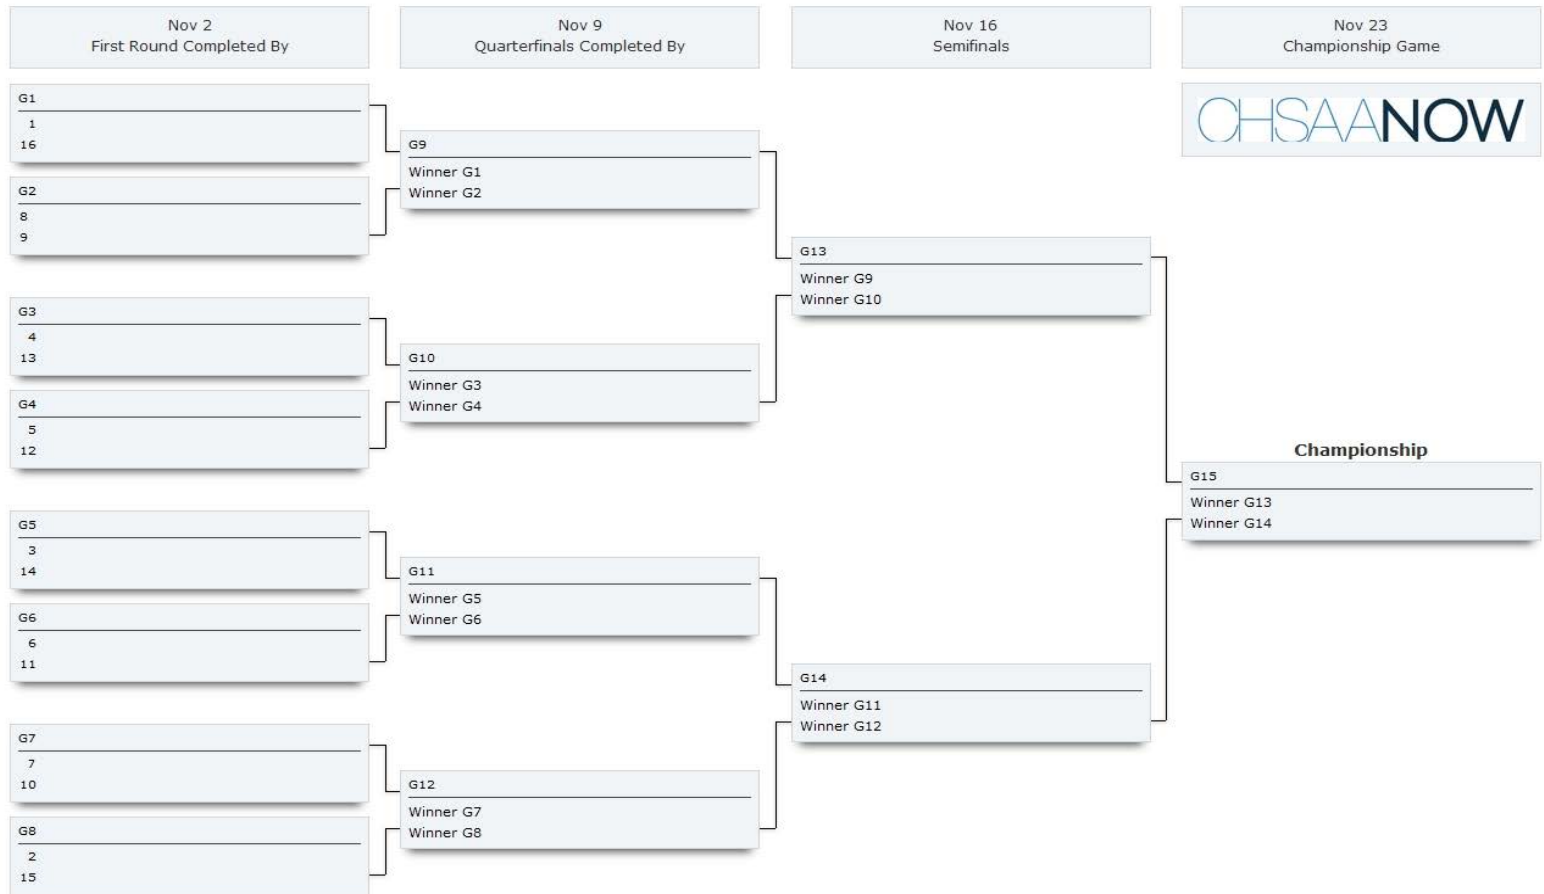 Nov 2
First Round Completed By
Nov 9
Quarterfinals Completed By
Nov 16
Semifinals
Nov 23
Championship Game
CHSAANOW
G1
1
16
G2
8
9
G3
4
13
G4
5
12
G5
3
14
G6
6
11
G7
7
10
G8
2
15
G9
Winner G1
Winner G2
G10
Winner G3
Winner G4
G11
Winner G5
Winner G6
G12
Winner G7
Winner G8
G13
Winner G9
Winner G10
G14
Winner G11
Winner G12
Championship
G15
Winner G13
Winner G14